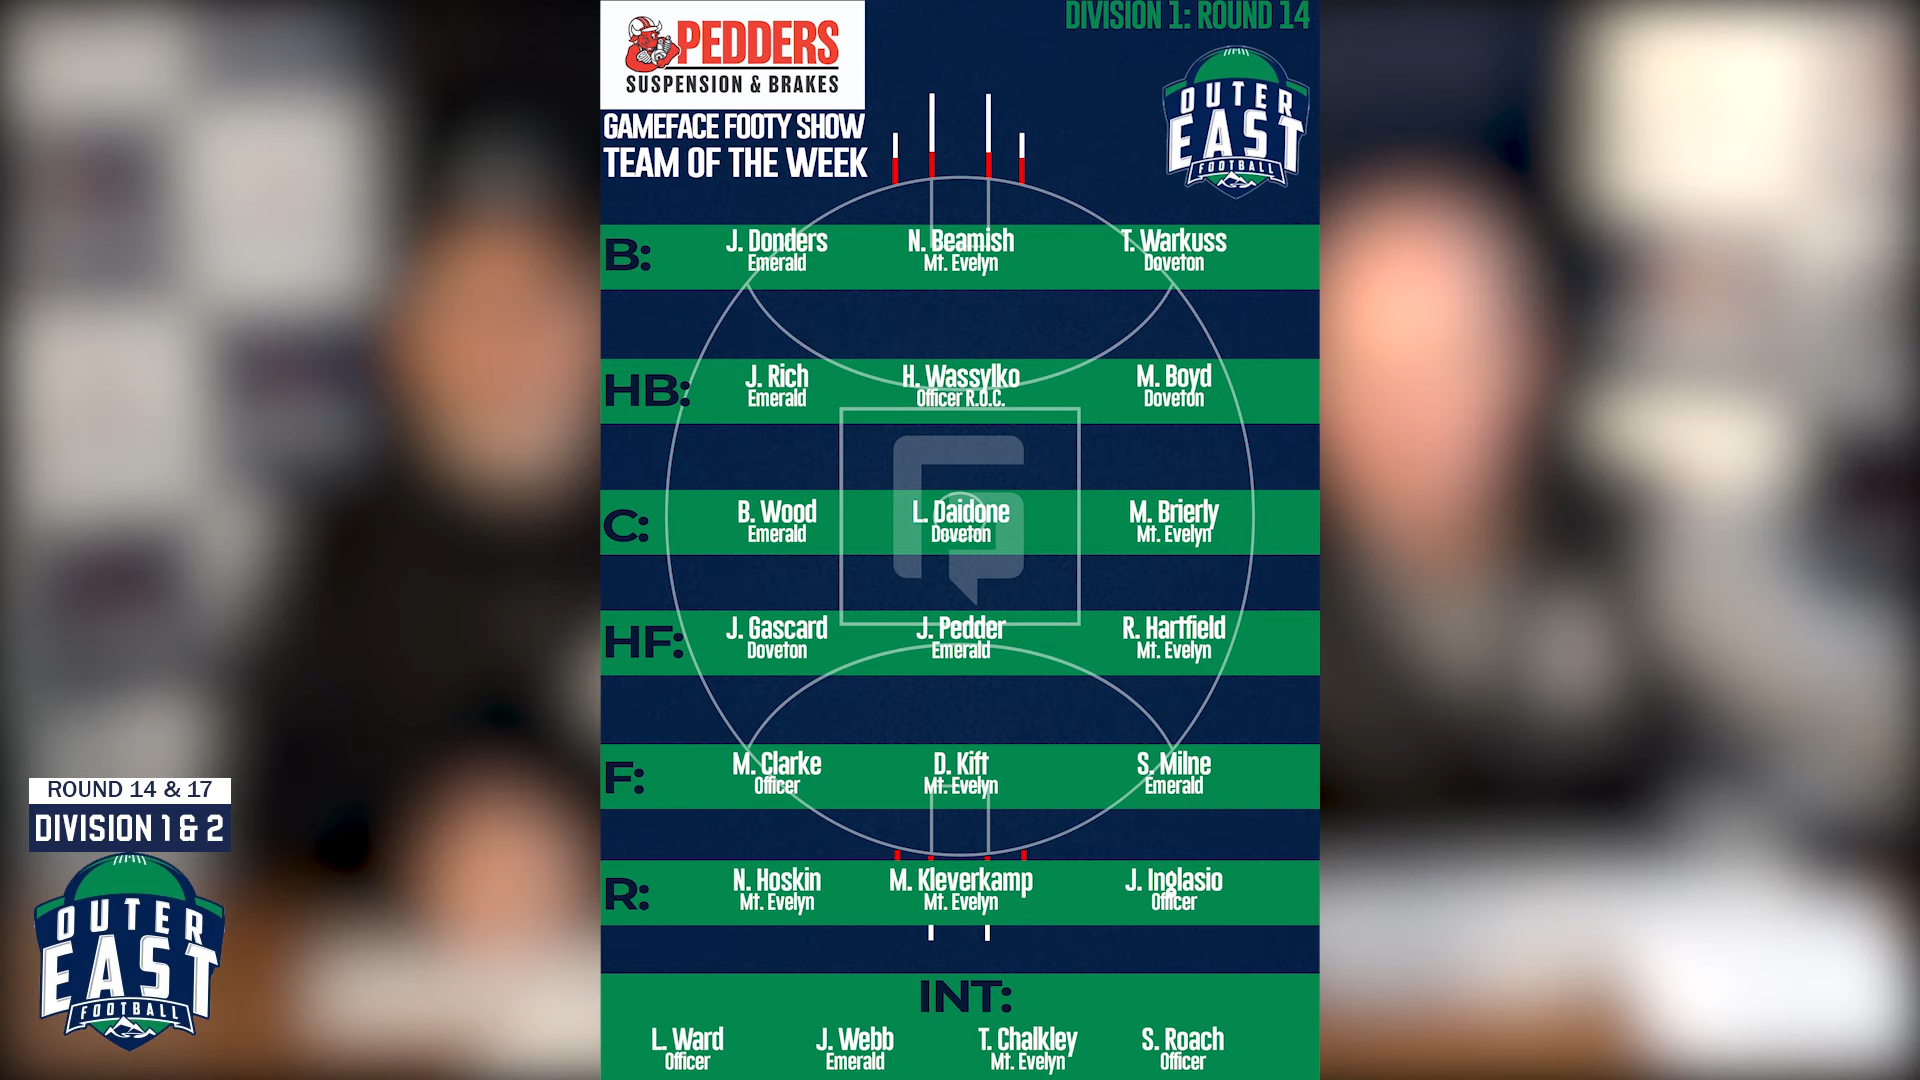 PEDDERS
SUSPENSION & BRAKES
GAMEFACE FOOTY SHOW
TEAM OF THE WEEK
DIVISION 1: ROUND 14
OUTER
EAST
FOOTBALL
B:
J. Donders
Emerald
N. Beamish
Mt. Evelyn
T. Warkuss
Doveton
HB:
J. Rich
Emerald
H. Wassylko
Officer R.O.C.
M. Boyd
Doveton
C:
B. Wood
Emerald
L. Daidone
Doveton
M. Brierly
Mt. Evelyn
HF:
J. Gascard
Doveton
J. Pedder
Emerald
R. Hartfield
Mt. Evelyn
F:
M. Clarke
Officer
D. Kift
Mt. Evelyn
S. Milne
Emerald
R:
N. Hoskin
Mt. Evelyn
M. Kleverkamp
Mt. Evelyn
J. Inglasio
Officer
INT:
L. Ward
Officer
J. Webb
Emerald
T. Chalkley
Mt. Evelyn
S. Roach
Officer
ROUND 14 & 17
DIVISION 1 & 2
OUTER
EAST
FOOTBALL